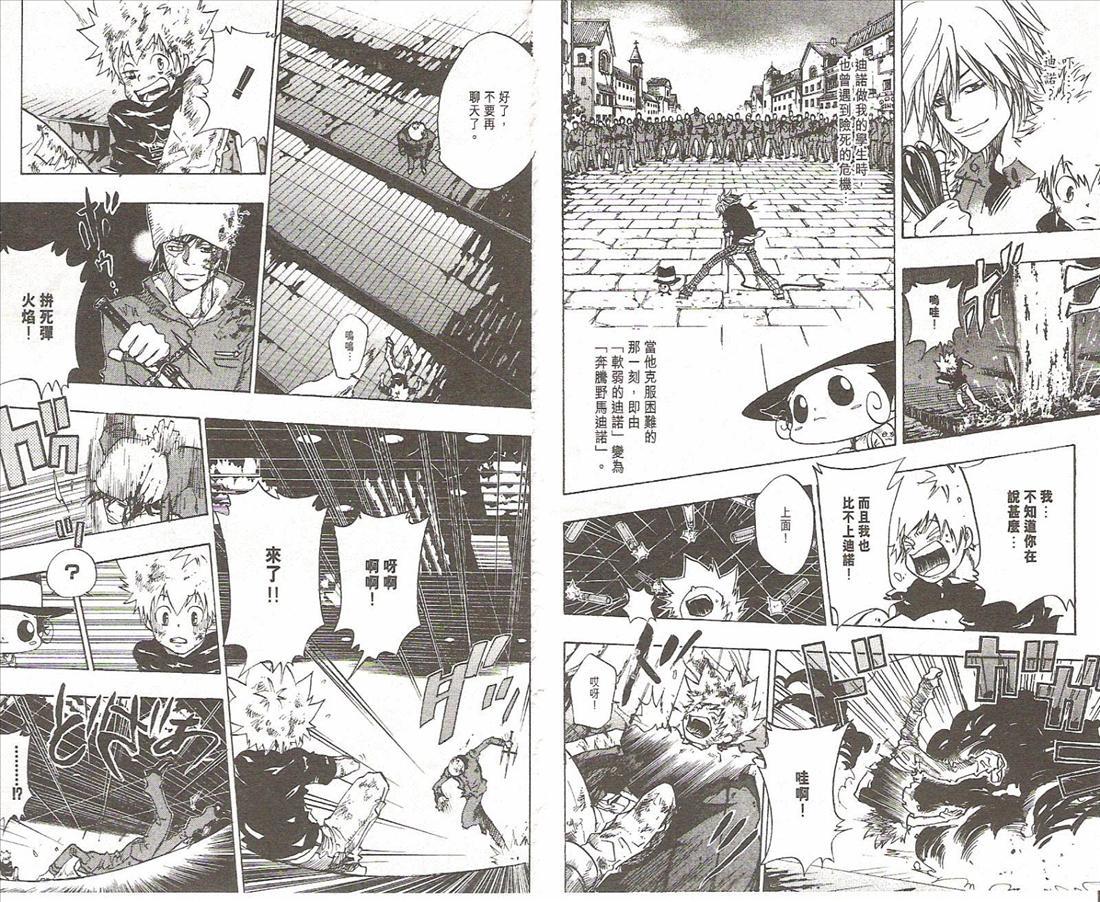 吓…？
迪諾？
迪諾做我的學生時，
也曾遇到險死的危機…
嗚哇！
當他克服困難的
那一刻，即由
「軟弱的迪諾」變為
「奔騰野馬迪諾」。
我…
不知道你在
說甚麼…
而且我也
比不上迪諾！
上面！
哇啊！
哎呀！
好了，
不要再
聊天了。
嗚嗚…
!!
拚死彈
火焰！
呀啊
啊啊！
來了!!
？
………!?